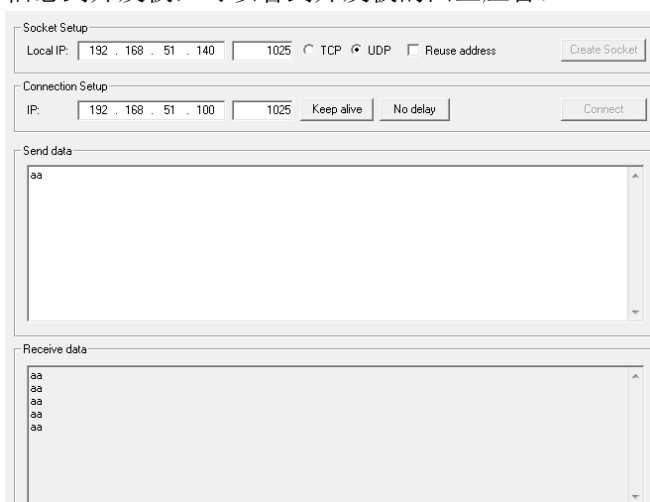 Socket Setup
Local IP: 192 . 168 . 51 . 140 1025 TCP UDP Reuse address Create Socket
Connection Setup
IP: 192 . 168 . 51 . 100 1025 Keep alive No delay Connect
Send data
aa
Receive data
aa
aa
aa
aa
aa